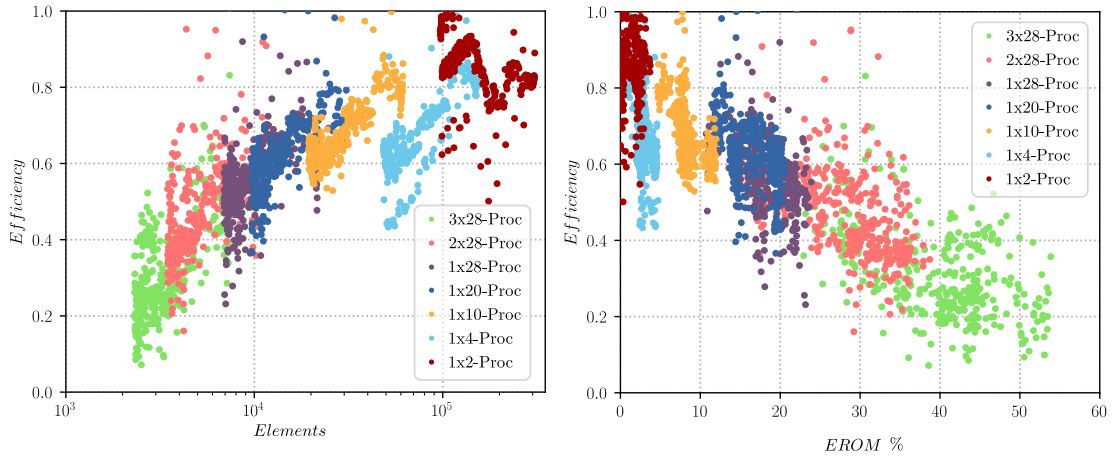 1.0
0.8
0.6
0.4
0.2
0.0
Efficiency
10³
10⁴
10⁵
Elements
3x28-Proc
2x28-Proc
1x28-Proc
1x20-Proc
1x10-Proc
1x4-Proc
1x2-Proc
1.0
0.8
0.6
0.4
0.2
0.0
Efficiency
0 10 20 30 40 50 60
EROM %
3x28-Proc
2x28-Proc
1x28-Proc
1x20-Proc
1x10-Proc
1x4-Proc
1x2-Proc